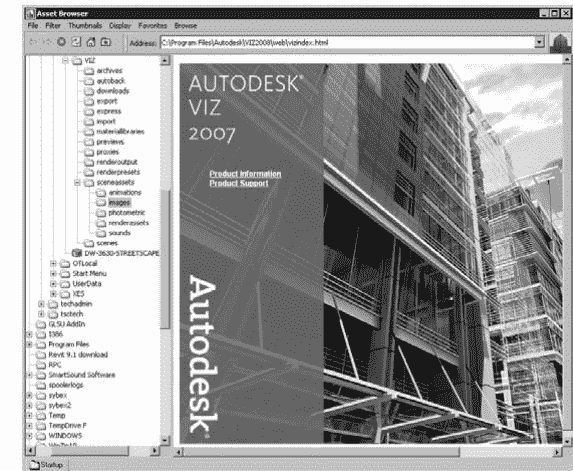 Asset Browser
File Filter Thumbnails Display Favorites Browse
Address: C:\Program Files\Autodesk\VIZ2008\web\vizindex.html
VIZ
archives
autoback
downloads
export
express
import
materiallibraries
previews
proxies
renderoutput
renderpresets
sceneassets
animations
images
photometric
renderassets
sounds
scenes
DW-3630-STREETSCAPE
OTLocal
Start Menu
UserData
XES
techadmin
tsctech
GLSU AddIn
I386
Program Files
Revit 9.1 download
RPC
SmartSound Software
spoolerlogs
sybex
sybex2
Temp
TempDrive F
WINDOWS
AUTODESK®
VIZ
2007
Product Information
Product Support
Autodesk®
Startup